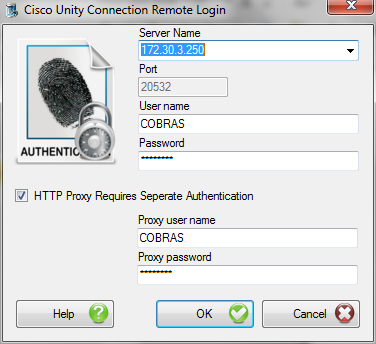 Cisco Unity Connection Remote Login
Server Name
172.30.3.250
Port
20532
User name
COBRAS
Password
********
AUTHENTIC
HTTP Proxy Requires Seperate Authentication
Proxy user name
COBRAS
Proxy password
********
Help
OK
Cancel